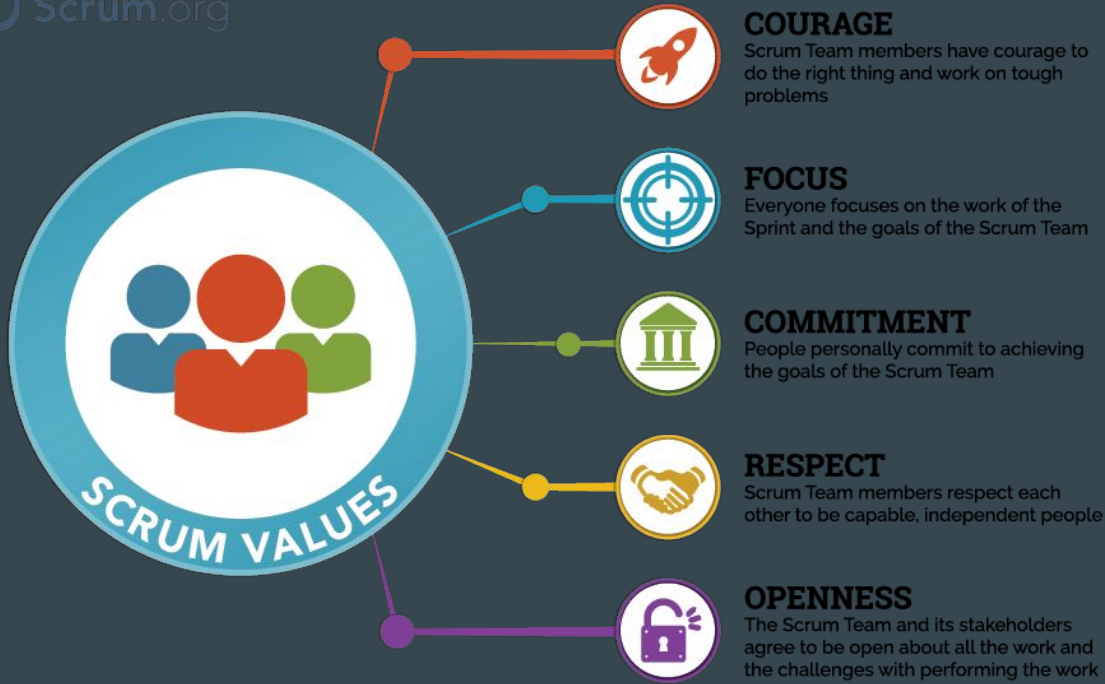 Scrum.org
COURAGE
Scrum Team members have courage to
do the right thing and work on tough
problems
FOCUS
Everyone focuses on the work of the
Sprint and the goals of the Scrum Team
COMMITMENT
People personally commit to achieving
the goals of the Scrum Team
RESPECT
Scrum Team members respect each
other to be capable, independent people
OPENNESS
The Scrum Team and its stakeholders
agree to be open about all the work and
the challenges with performing the work
SCRUM VALUES